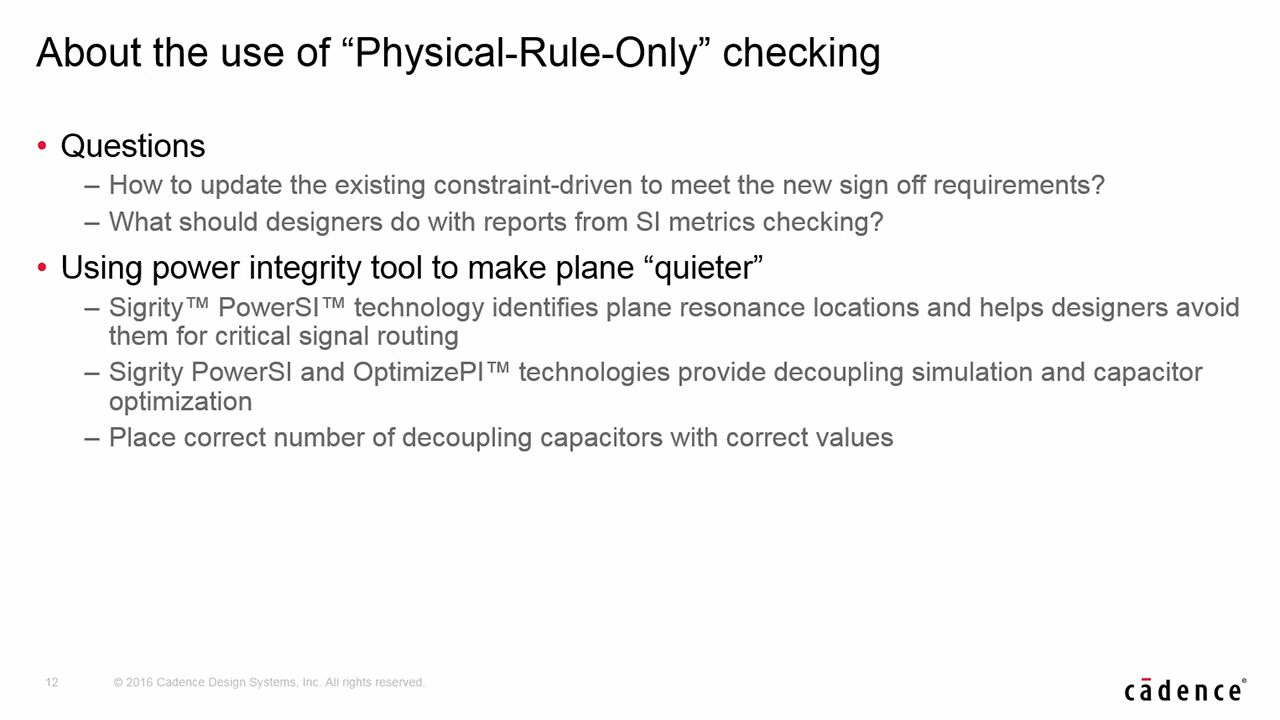 About the use of “Physical-Rule-Only” checking
• Questions
– How to update the existing constraint-driven to meet the new sign off requirements?
– What should designers do with reports from SI metrics checking?
• Using power integrity tool to make plane “quieter”
– Sigrity™ PowerSI™ technology identifies plane resonance locations and helps designers avoid
them for critical signal routing
– Sigrity PowerSI and OptimizePI™ technologies provide decoupling simulation and capacitor
optimization
– Place correct number of decoupling capacitors with correct values
12 © 2016 Cadence Design Systems, Inc. All rights reserved.
cādence®